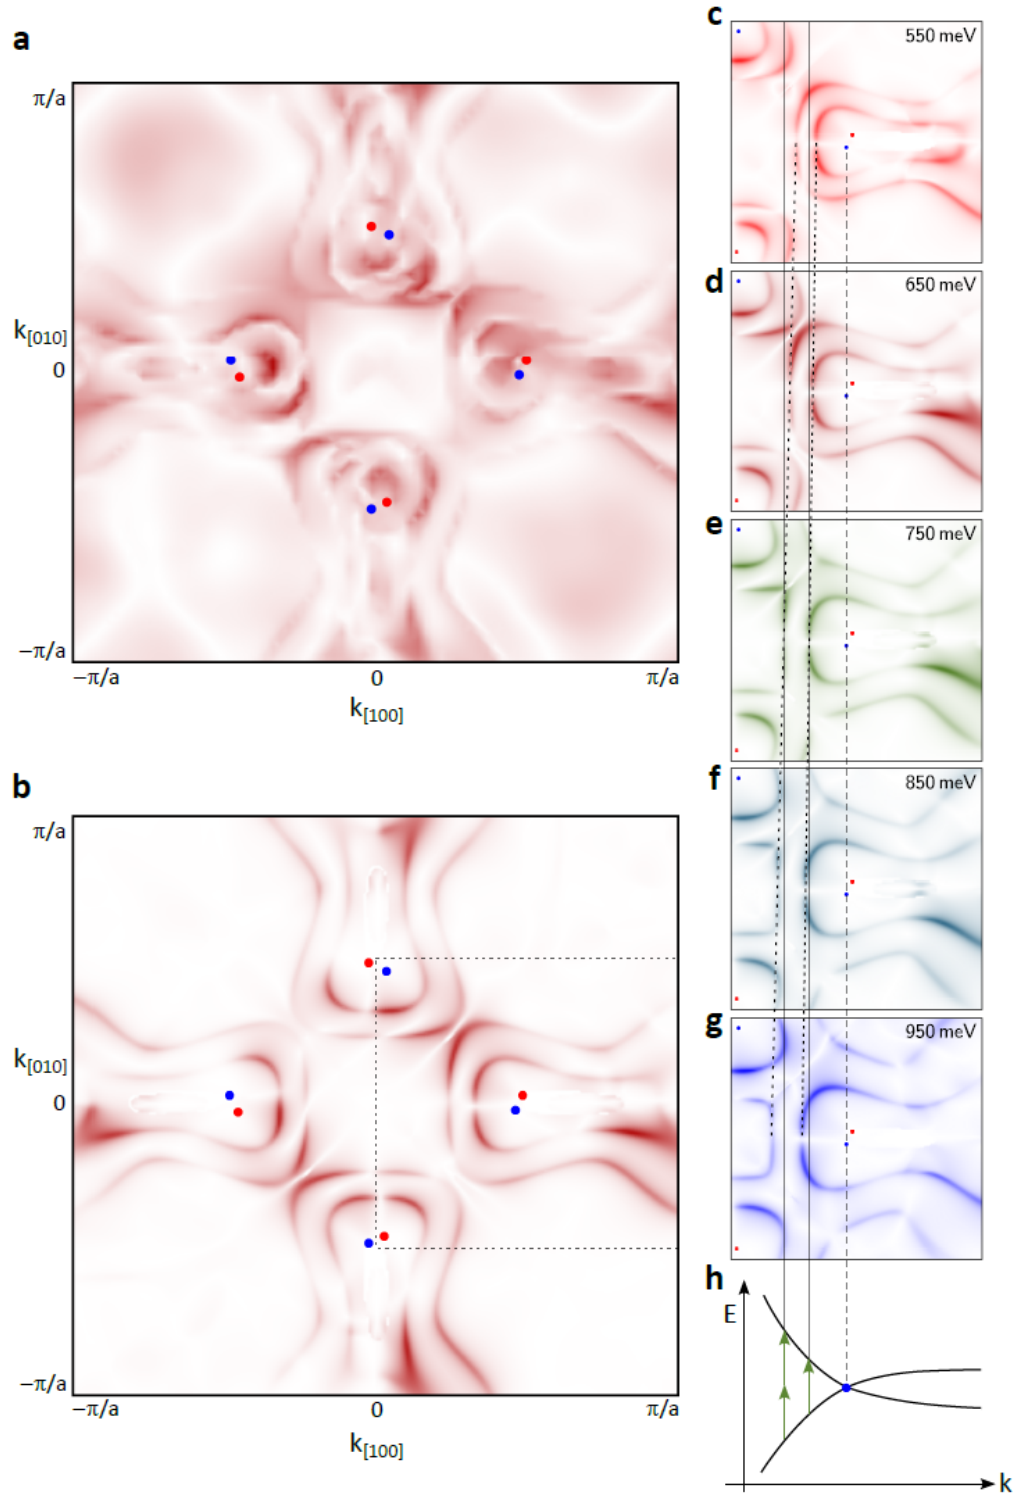 a
π/a
k[010]
0
−π/a
−π/a
0
π/a
k[100]
b
π/a
k[010]
0
−π/a
−π/a
0
π/a
k[100]
c
550 meV
d
650 meV
e
750 meV
f
850 meV
g
950 meV
h
E
k